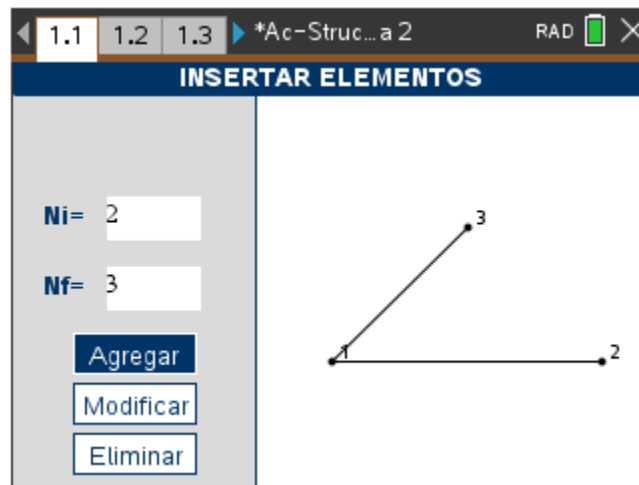 1.1 1.2 1.3 *Ac-Struc...a 2 RAD
INSERTAR ELEMENTOS
Ni= 2
Nf= 3
Agregar
Modificar
Eliminar
3
1
2